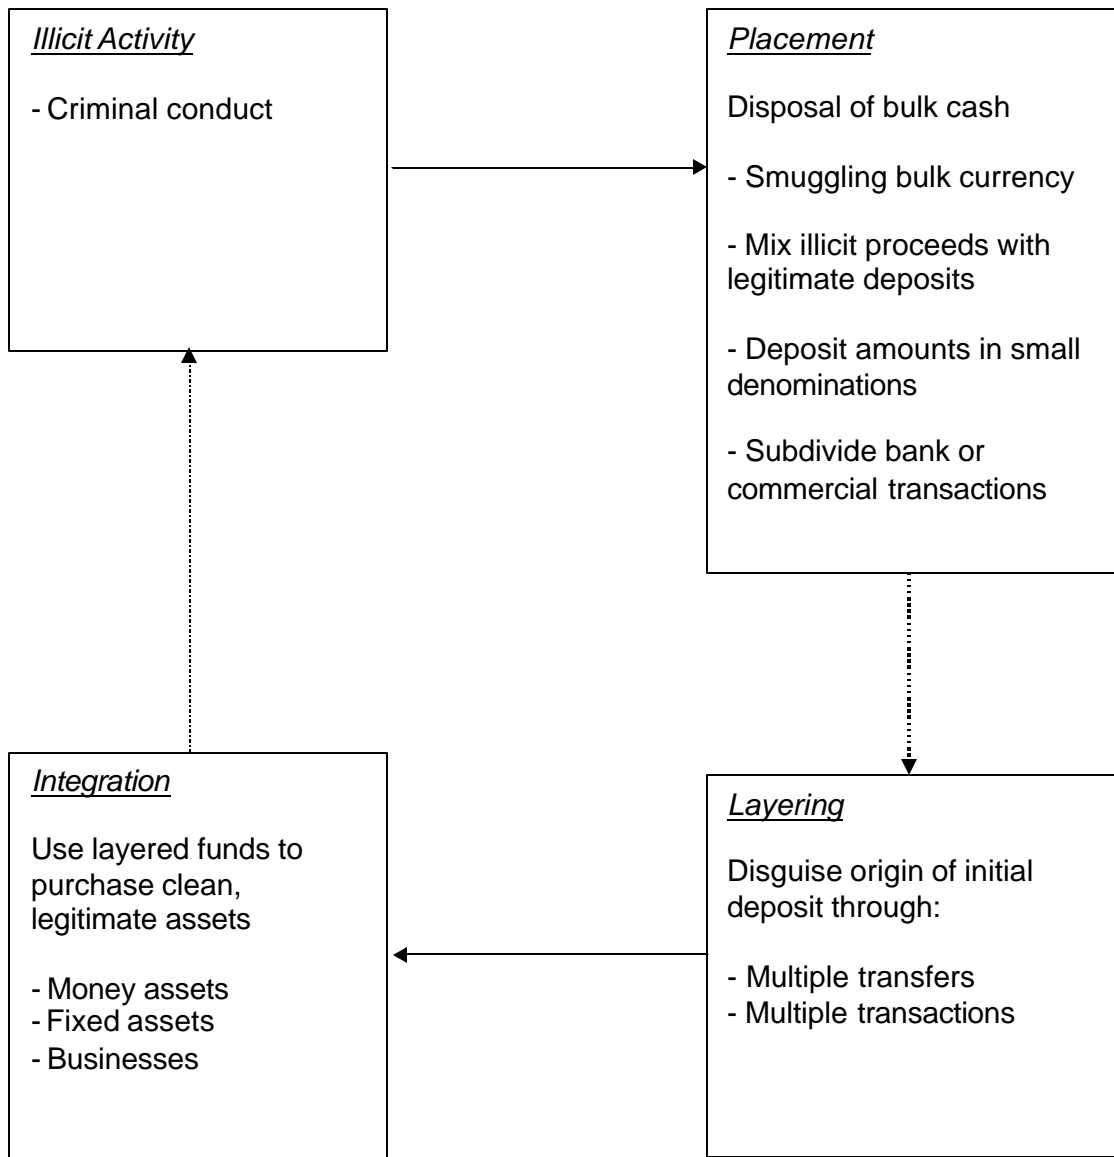 Illicit Activity
- Criminal conduct
Placement
Disposal of bulk cash
- Smuggling bulk currency
- Mix illicit proceeds with
legitimate deposits
- Deposit amounts in small
denominations
- Subdivide bank or
commercial transactions
Integration
Use layered funds to
purchase clean,
legitimate assets
- Money assets
- Fixed assets
- Businesses
Layering
Disguise origin of initial
deposit through:
- Multiple transfers
- Multiple transactions